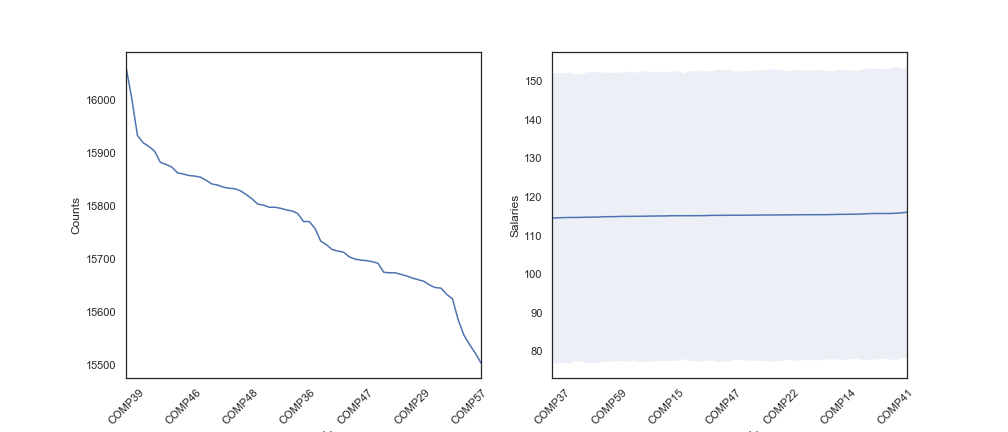 Counts
16000
15900
15800
15700
15600
15500
COMP39
COMP46
COMP48
COMP36
COMP47
COMP29
COMP57
Salaries
150
140
130
120
110
100
90
80
COMP37
COMP59
COMP15
COMP47
COMP22
COMP14
COMP41